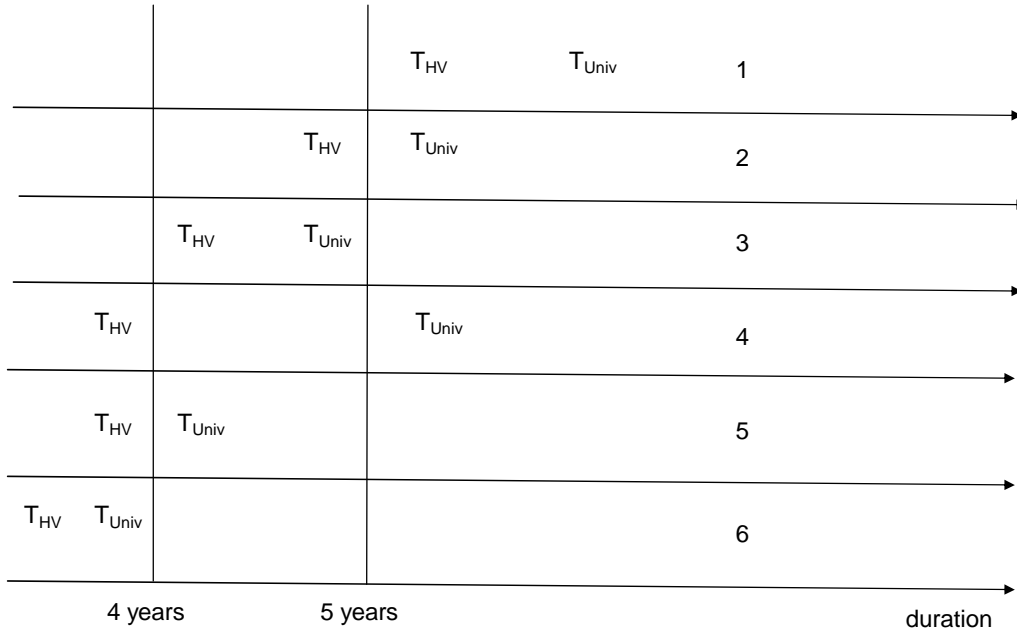 T_HV T_Univ 1
T_HV T_Univ 2
T_HV T_Univ 3
T_HV T_Univ 4
T_HV T_Univ 5
T_HV T_Univ 6
4 years 5 years duration